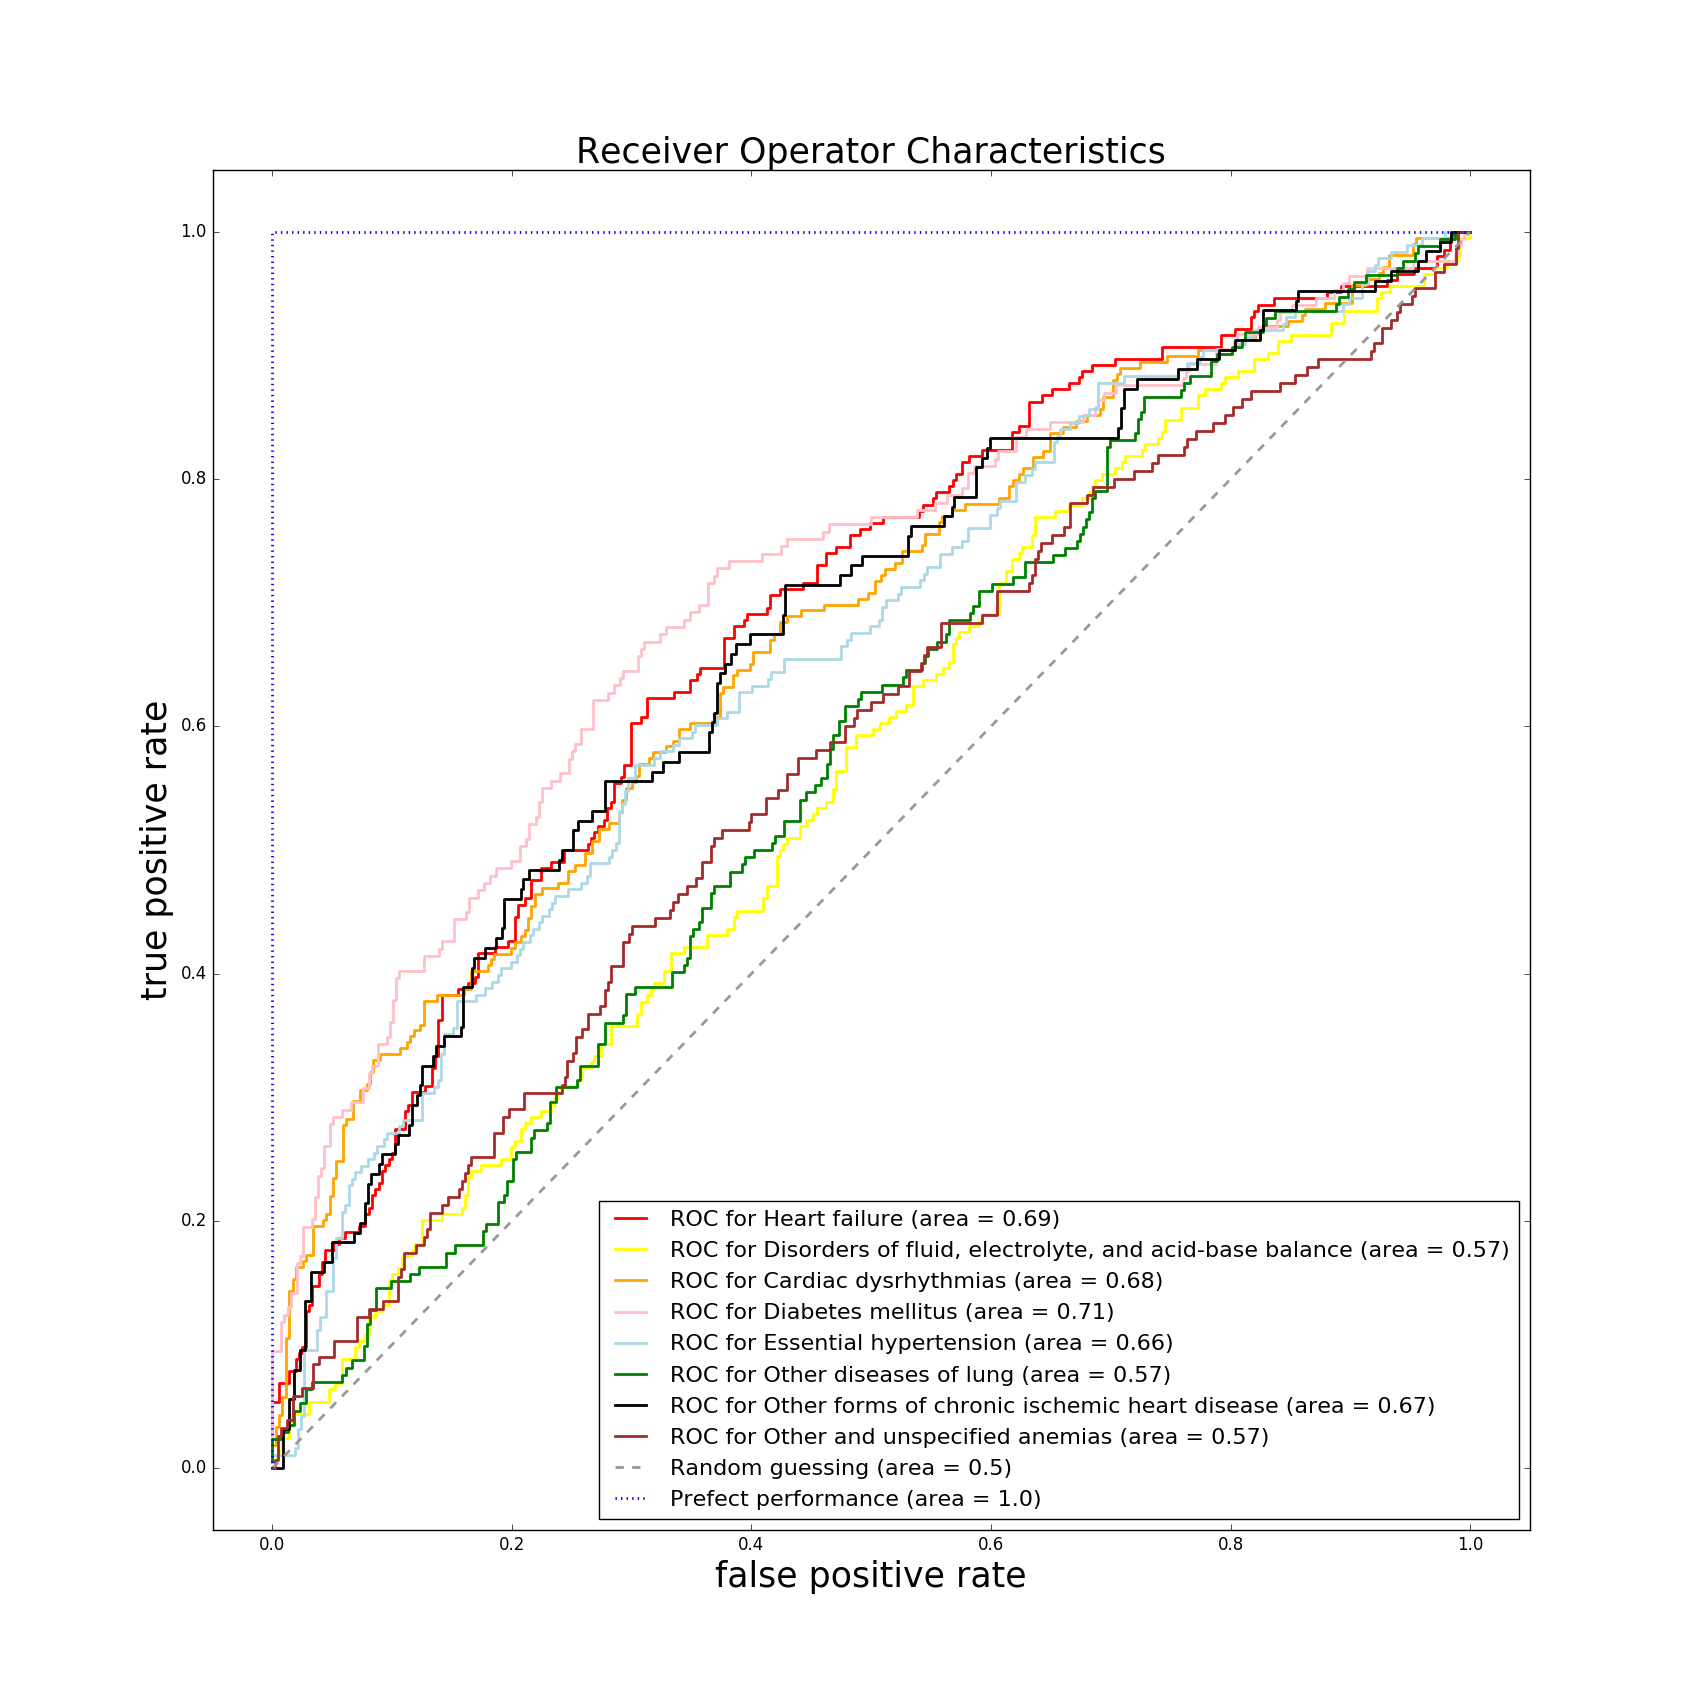 Receiver Operator Characteristics
1.0
0.8
0.6
0.4
0.2
0.0
true positive rate
ROC for Heart failure (area = 0.69)
ROC for Disorders of fluid, electrolyte, and acid-base balance (area = 0.57)
ROC for Cardiac dysrhythmias (area = 0.68)
ROC for Diabetes mellitus (area = 0.71)
ROC for Essential hypertension (area = 0.66)
ROC for Other diseases of lung (area = 0.57)
ROC for Other forms of chronic ischemic heart disease (area = 0.67)
ROC for Other and unspecified anemias (area = 0.57)
Random guessing (area = 0.5)
Prefect performance (area = 1.0)
0.0 0.2 0.4 0.6 0.8 1.0
false positive rate